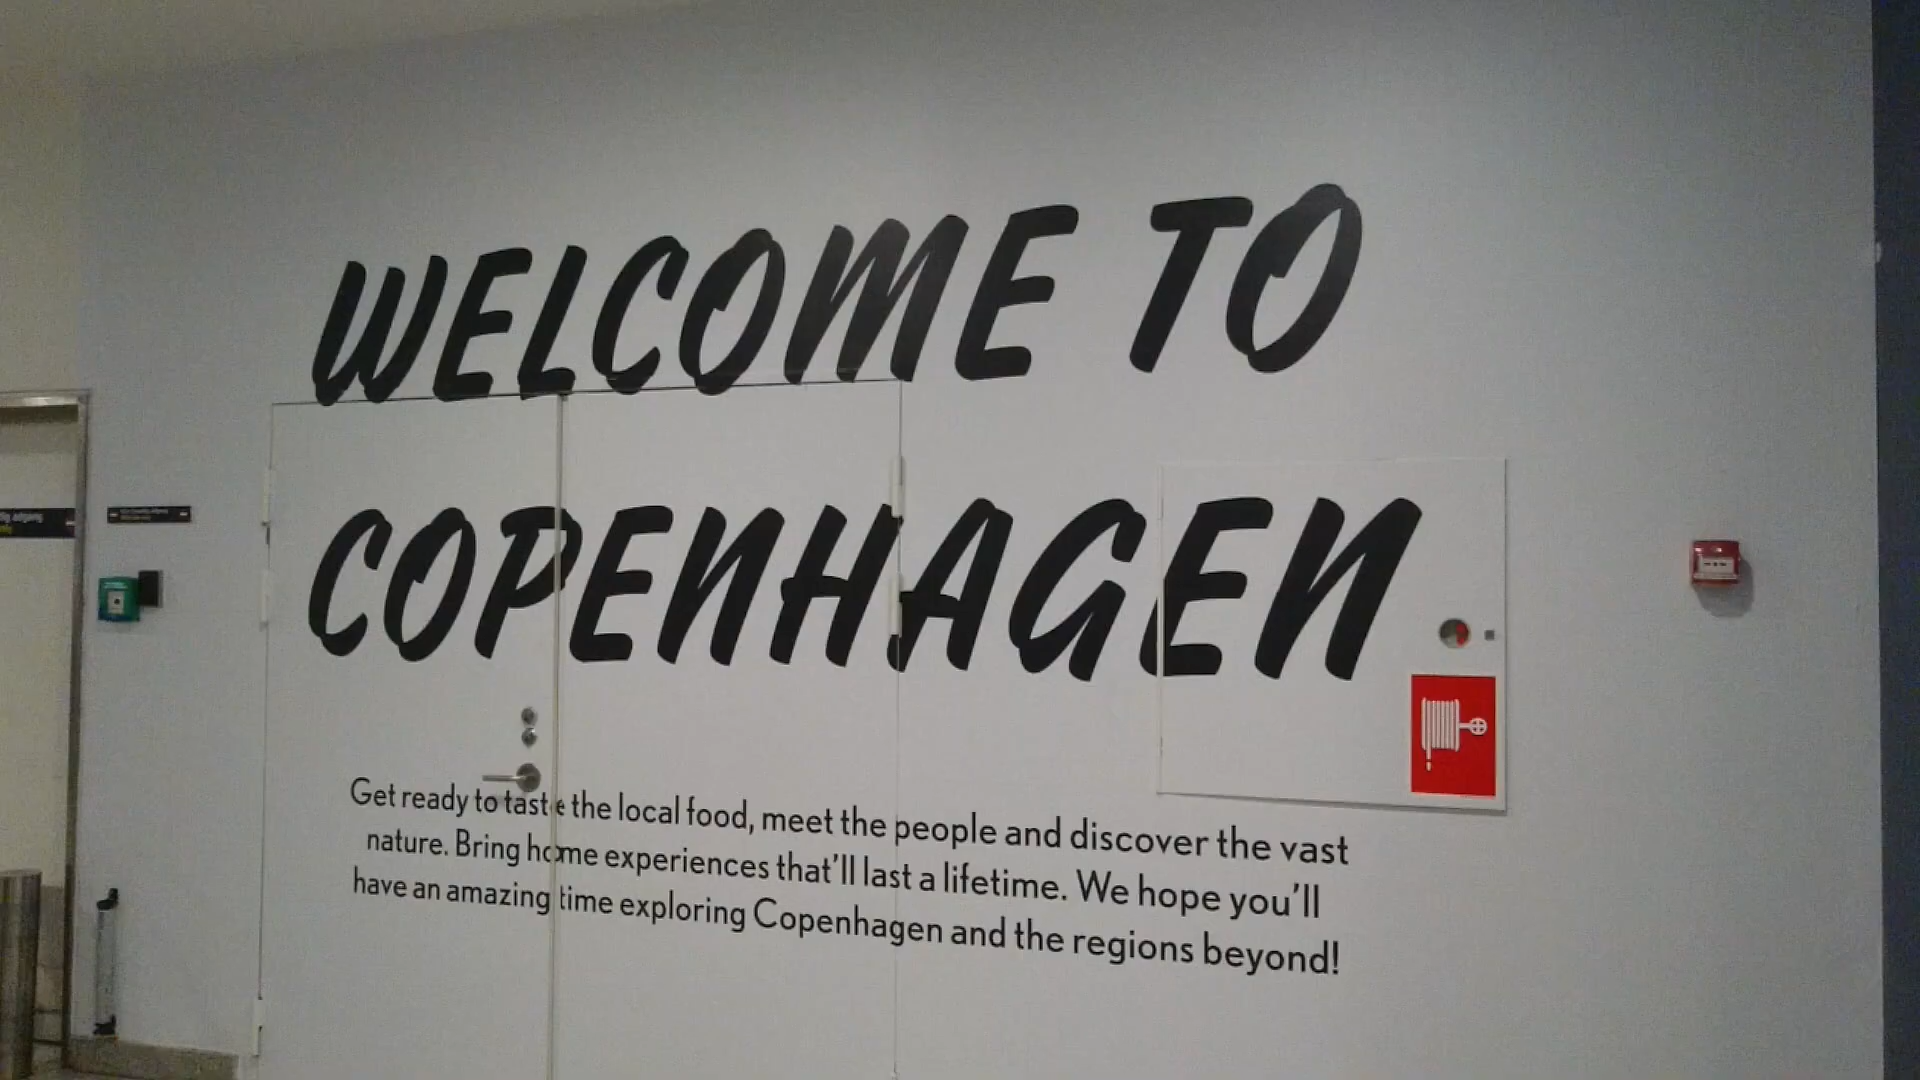 WELCOME TO
COPENHAGEN
Get ready to taste the local food, meet the people and discover the vast
nature. Bring home experiences that'll last a lifetime. We hope you'll
have an amazing time exploring Copenhagen and the regions beyond!